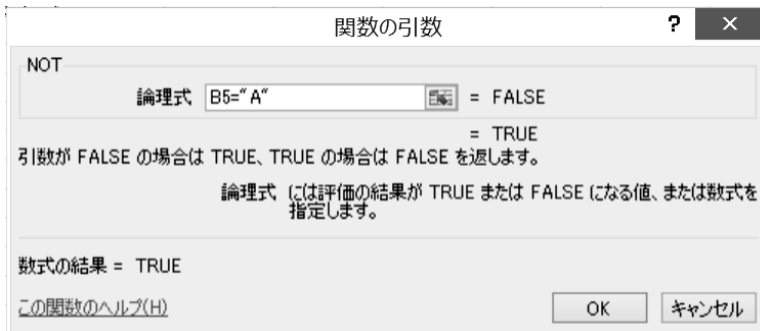 関数の引数 ? ×
NOT
論理式 B5="A" = FALSE
= TRUE
引数が FALSE の場合は TRUE、TRUE の場合は FALSE を返します。
論理式 には評価の結果が TRUE または FALSE になる値、または数式を
指定します。
数式の結果 = TRUE
この関数のヘルプ(H) OK キャンセル